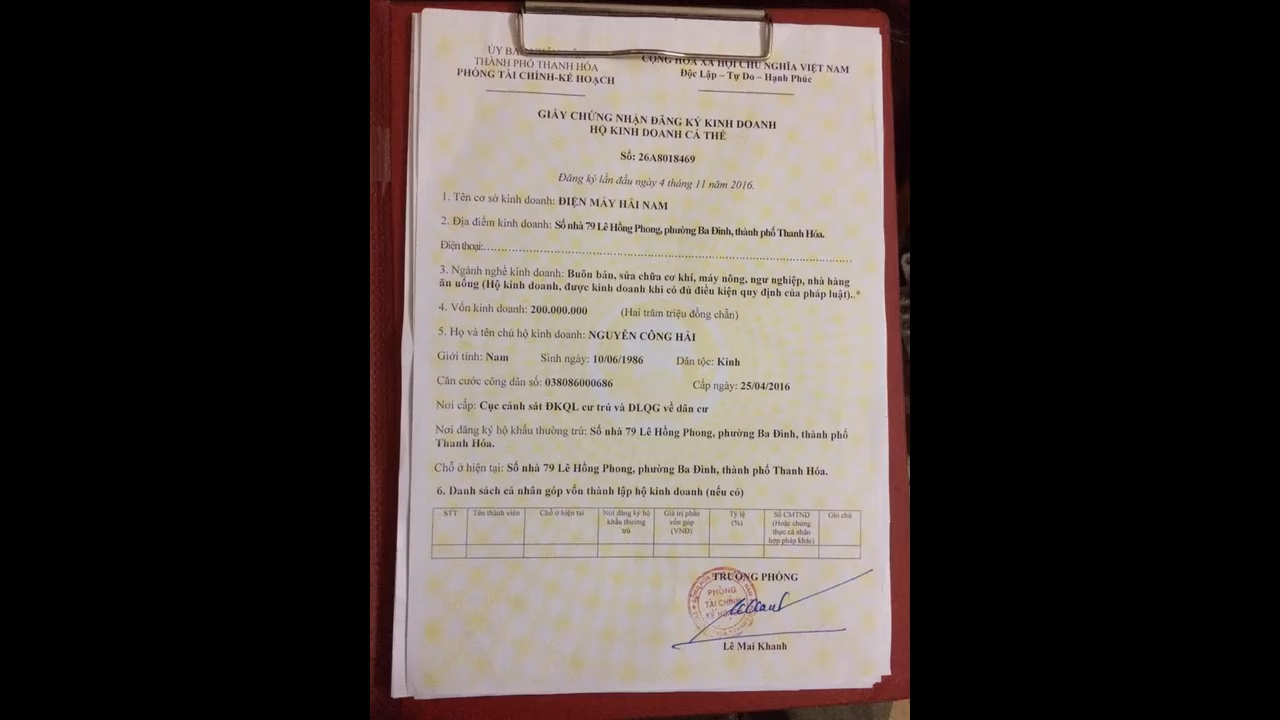 ỦY BA
THÀNH PHỐ THANH HÓA
PHÒNG TÀI CHÍNH-KẾ HOẠCH
CỘNG HÒA XÃ HỘI CHỦ NGHĨA VIỆT NAM
Độc Lập – Tự Do – Hạnh Phúc
GIẤY CHỨNG NHẬN ĐĂNG KÝ KINH DOANH
HỘ KINH DOANH CÁ THỂ
Số: 26A8018469
Đăng ký lần đầu ngày 4 tháng 11 năm 2016.
1. Tên cơ sở kinh doanh: ĐIỆN MÁY HẢI NAM
2. Địa điểm kinh doanh: Số nhà 79 Lê Hồng Phong, phường Ba Đình, thành phố Thanh Hóa.
Điện thoại:
3. Ngành nghề kinh doanh: Buôn bán, sửa chữa cơ khí, máy nông, ngư nghiệp, nhà hàng
ăn uống (Hộ kinh doanh, được kinh doanh khi có đủ điều kiện quy định của pháp luật)..*
4. Vốn kinh doanh: 200.000.000 (Hai trăm triệu đồng chẵn)
5. Họ và tên chủ hộ kinh doanh: NGUYỄN CÔNG HẢI
Giới tính: Nam Sinh ngày: 10/06/1986 Dân tộc: Kinh
Căn cước công dân số: 038086000686 Cấp ngày: 25/04/2016
Nơi cấp: Cục cảnh sát ĐKQL cư trú và DLQG về dân cư
Nơi đăng ký hộ khẩu thường trú: Số nhà 79 Lê Hồng Phong, phường Ba Đình, thành phố
Thanh Hóa.
Chỗ ở hiện tại: Số nhà 79 Lê Hồng Phong, phường Ba Đình, thành phố Thanh Hóa.
6. Danh sách cá nhân góp vốn thành lập hộ kinh doanh (nếu có)
STT Tên thành viên Chỗ ở hiện tại Nơi đăng ký hộ khẩu thường trú Giá trị phần vốn góp (VNĐ) Tỷ lệ (%) Số CMTND (Hoặc chứng thực cá nhân hợp pháp khác) Ghi chú
TRƯỞNG PHÒNG
PHÒNG
TÀI CHÍNH
KẾ HO
Lê Mai Khanh